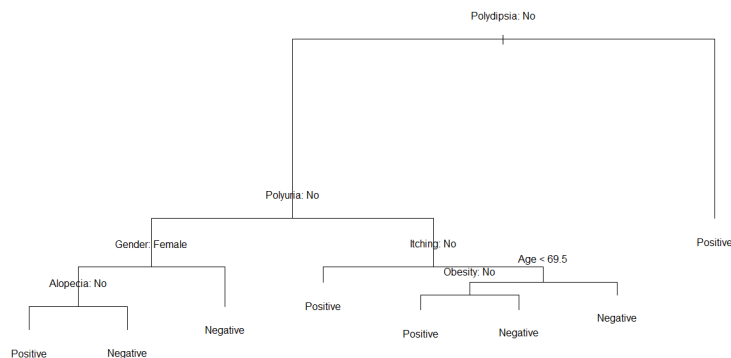 Polydipsia: No
Polyuria: No
Positive
Gender: Female
Itching: No
Age < 69.5
Obesity: No
Alopecia: No
Positive
Negative
Positive
Negative
Negative
Positive
Positive
Negative